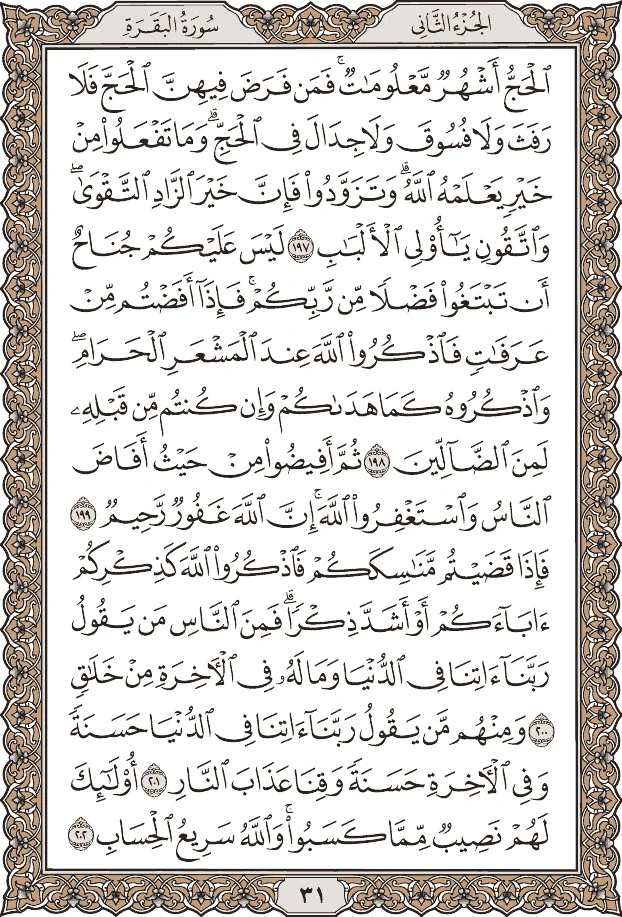 الجُزْءُ الثَّانِي
سُورَةُ البَقَرَةِ
ٱلْحَجُّ أَشْهُرٌ مَّعْلُومَـٰتٌ ۚ فَمَن فَرَضَ فِيهِنَّ ٱلْحَجَّ فَلَا
رَفَثَ وَلَا فُسُوقَ وَلَا جِدَالَ فِى ٱلْحَجِّ ۗ وَمَا تَفْعَلُوا۟ مِنْ
خَيْرٍ يَعْلَمْهُ ٱللَّهُ ۗ وَتَزَوَّدُوا۟ فَإِنَّ خَيْرَ ٱلزَّادِ ٱلتَّقْوَىٰ ۖ
وَٱتَّقُونِ يَـٰٓأُو۟لِى ٱلْأَلْبَـٰبِ ١٩٧ لَيْسَ عَلَيْكُمْ جُنَاحٌ
أَن تَبْتَغُوا۟ فَضْلًا مِّن رَّبِّكُمْ ۚ فَإِذَآ أَفَضْتُم مِّنْ
عَرَفَـٰتٍ فَٱذْكُرُوا۟ ٱللَّهَ عِندَ ٱلْمَشْعَرِ ٱلْحَرَامِ ۖ
وَٱذْكُرُوهُ كَمَا هَدَىٰكُمْ وَإِن كُنتُم مِّن قَبْلِهِۦ
لَمِنَ ٱلضَّآلِّينَ ١٩٨ ثُمَّ أَفِيضُوا۟ مِنْ حَيْثُ أَفَاضَ
ٱلنَّاسُ وَٱسْتَغْفِرُوا۟ ٱللَّهَ ۚ إِنَّ ٱللَّهَ غَفُورٌ رَّحِيمٌ ١٩٩
فَإِذَا قَضَيْتُم مَّنَـٰسِكَكُمْ فَٱذْكُرُوا۟ ٱللَّهَ كَذِكْرِكُمْ
ءَابَآءَكُمْ أَوْ أَشَدَّ ذِكْرًا ۗ فَمِنَ ٱلنَّاسِ مَن يَقُولُ
رَبَّنَآ ءَاتِنَا فِى ٱلدُّنْيَا وَمَا لَهُۥ فِى ٱلْـَٔاخِرَةِ مِنْ خَلَـٰقٍ
٢٠٠ وَمِنْهُم مَّن يَقُولُ رَبَّنَآ ءَاتِنَا فِى ٱلدُّنْيَا حَسَنَةً
وَفِى ٱلْـَٔاخِرَةِ حَسَنَةً وَقِنَا عَذَابَ ٱلنَّارِ ٢٠١ أُو۟لَـٰٓئِكَ
لَهُمْ نَصِيبٌ مِّمَّا كَسَبُوا۟ ۚ وَٱللَّهُ سَرِيعُ ٱلْحِسَابِ ٢٠٢
٣١